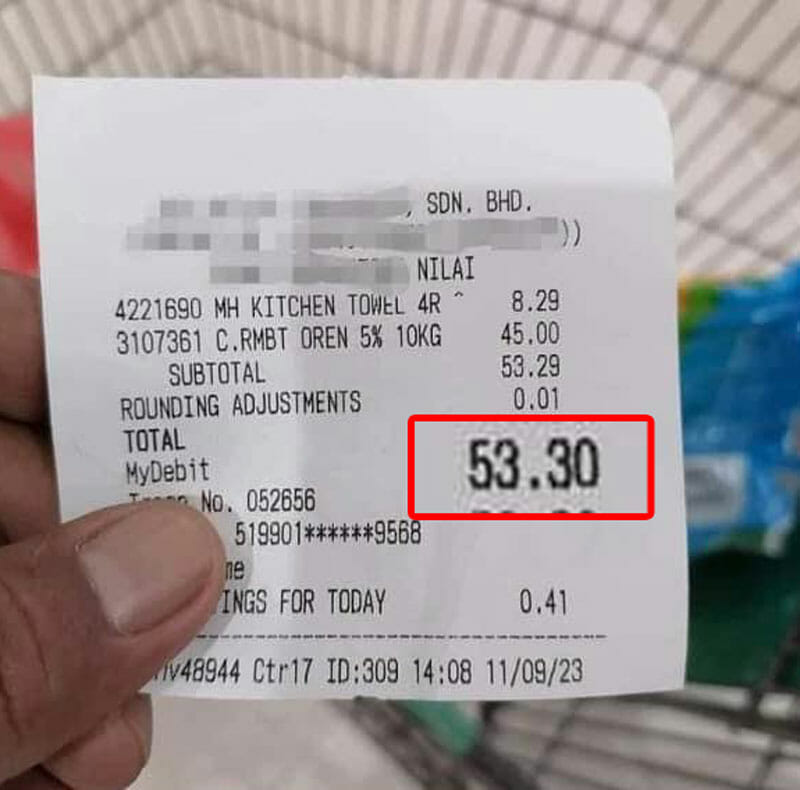 , SDN. BHD.
))
NILAI
4221690 MH KITCHEN TOWEL 4R ^ 8.29
3107361 C.RMBT OREN 5% 10KG 45.00
SUBTOTAL 53.29
ROUNDING ADJUSTMENTS 0.01
TOTAL 53.30
MyDebit
No. 052656
519901******9568
INGS FOR TODAY 0.41
48944 Ctr17 ID:309 14:08 11/09/23